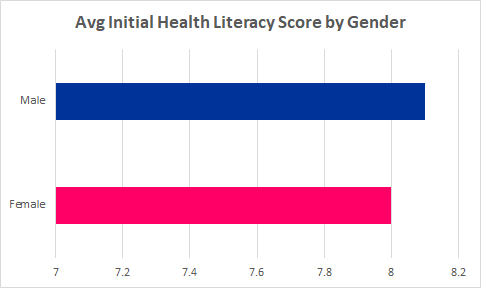 Avg Initial Health Literacy Score by Gender
Male
Female
7 7.2 7.4 7.6 7.8 8 8.2